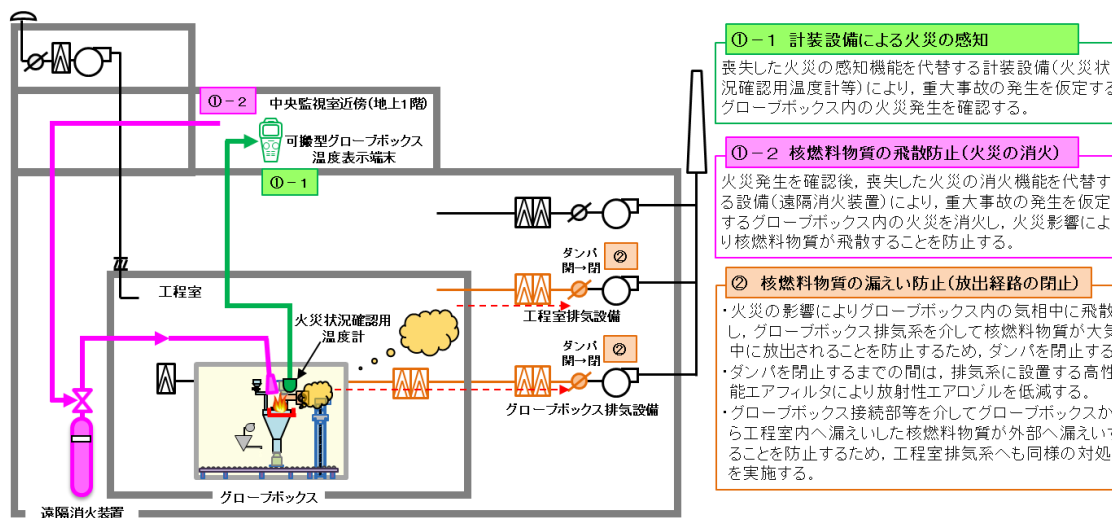 ①-2
中央監視室近傍(地上1階)
可搬型グローブボックス
温度表示端末
①-1
工程室
火災状況確認用
温度計
ダンパ
開→閉
②
工程室排気設備
ダンパ
開→閉
②
グローブボックス排気設備
グローブボックス
遠隔消火装置
①-1 計装設備による火災の感知
喪失した火災の感知機能を代替する計装設備(火災状
況確認用温度計等)により,重大事故の発生を仮定する
グローブボックス内の火災発生を確認する。
①-2 核燃料物質の飛散防止(火災の消火)
火災発生を確認後,喪失した火災の消火機能を代替す
る設備(遠隔消火装置)により,重大事故の発生を仮定
するグローブボックス内の火災を消火し,火災影響によ
り核燃料物質が飛散することを防止する。
② 核燃料物質の漏えい防止(放出経路の閉止)
・火災の影響によりグローブボックス内の気相中に飛散
し,グローブボックス排気系を介して核燃料物質が大気
中に放出されることを防止するため,ダンパを閉止する
・ダンパを閉止するまでの間は,排気系に設置する高性
能エアフィルタにより放射性エアロゾルを低減する。
・グローブボックス接続部等を介してグローブボックスか
ら工程室内へ漏えいした核燃料物質が外部へ漏えいす
ることを防止するため,工程室排気系へも同様の対処
を実施する。